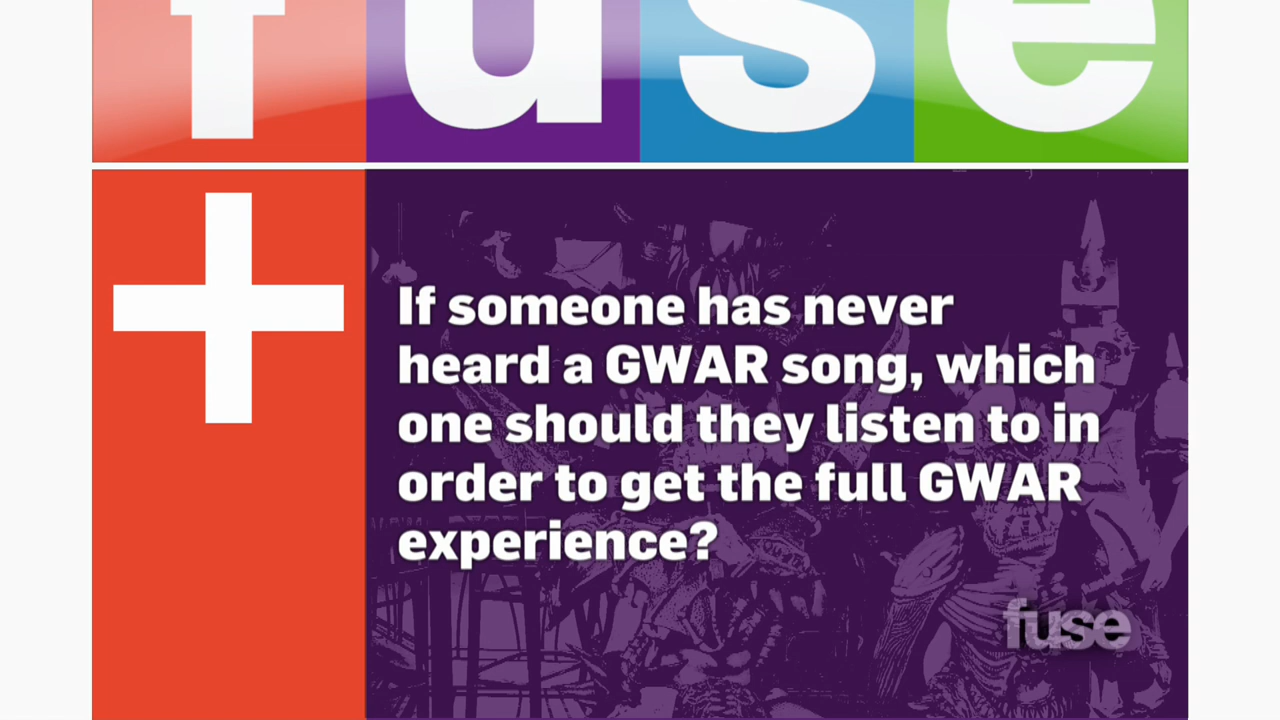 fuse
If someone has never
heard a GWAR song, which
one should they listen to in
order to get the full GWAR
experience?
fuse